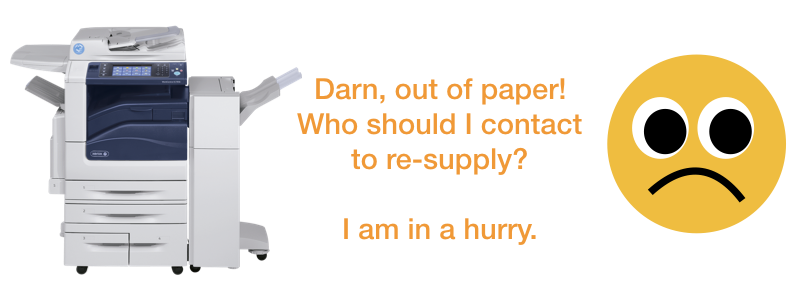 Darn, out of paper!
Who should I contact
to re-supply?
I am in a hurry.